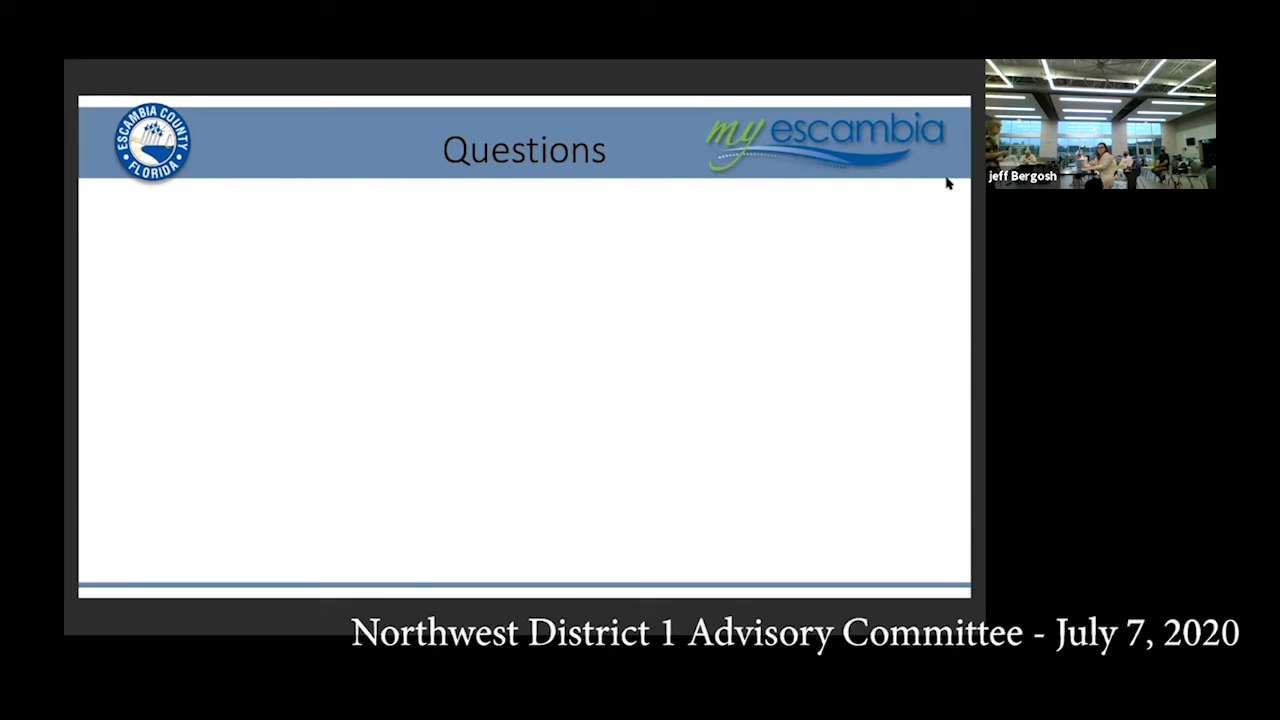 ESCAMBIA COUNTY
FLORIDA
Questions
my escambia
jeff Bergosh
Northwest District 1 Advisory Committee - July 7, 2020